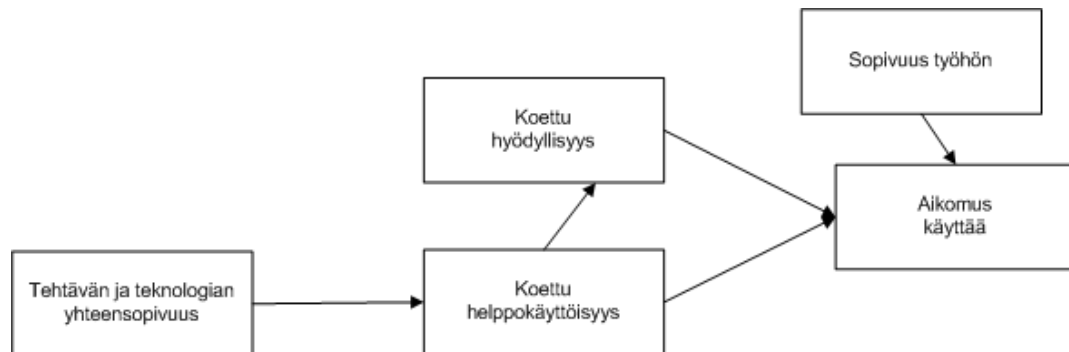 Sopivuus työhön
Koettu
hyödyllisyys
Aikomus
käyttää
Tehtävän ja teknologian
yhteensopivuus
Koettu
helppokäyttöisyys